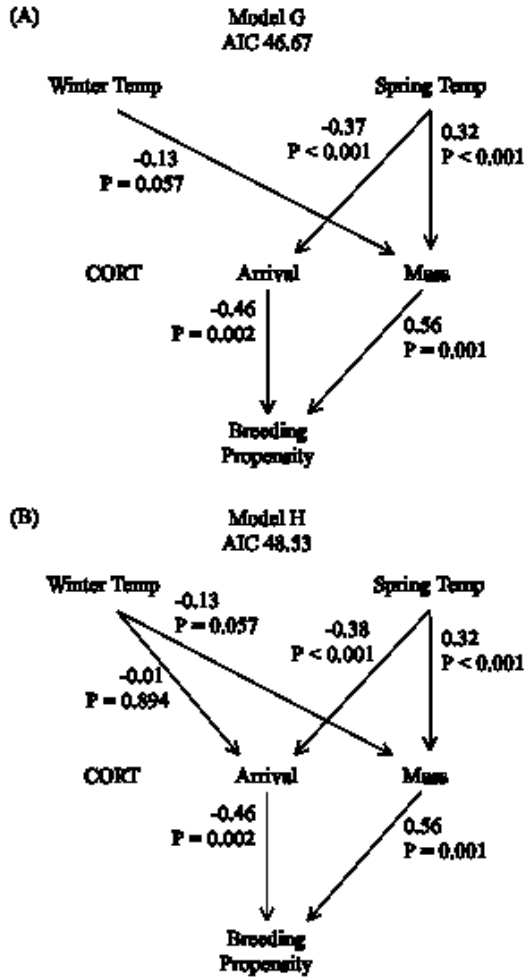 (A)
Model G
AIC 46.67
Winter Temp
Spring Temp
-0.13
P = 0.057
-0.37
P < 0.001
0.32
P < 0.001
CORT
Arrival
Mass
-0.46
P = 0.002
0.56
P = 0.001
Breeding
Propensity
(B)
Model H
AIC 48.53
Winter Temp
Spring Temp
-0.13
P = 0.057
-0.38
P < 0.001
0.32
P < 0.001
-0.01
P = 0.894
CORT
Arrival
Mass
-0.46
P = 0.002
0.56
P = 0.001
Breeding
Propensity